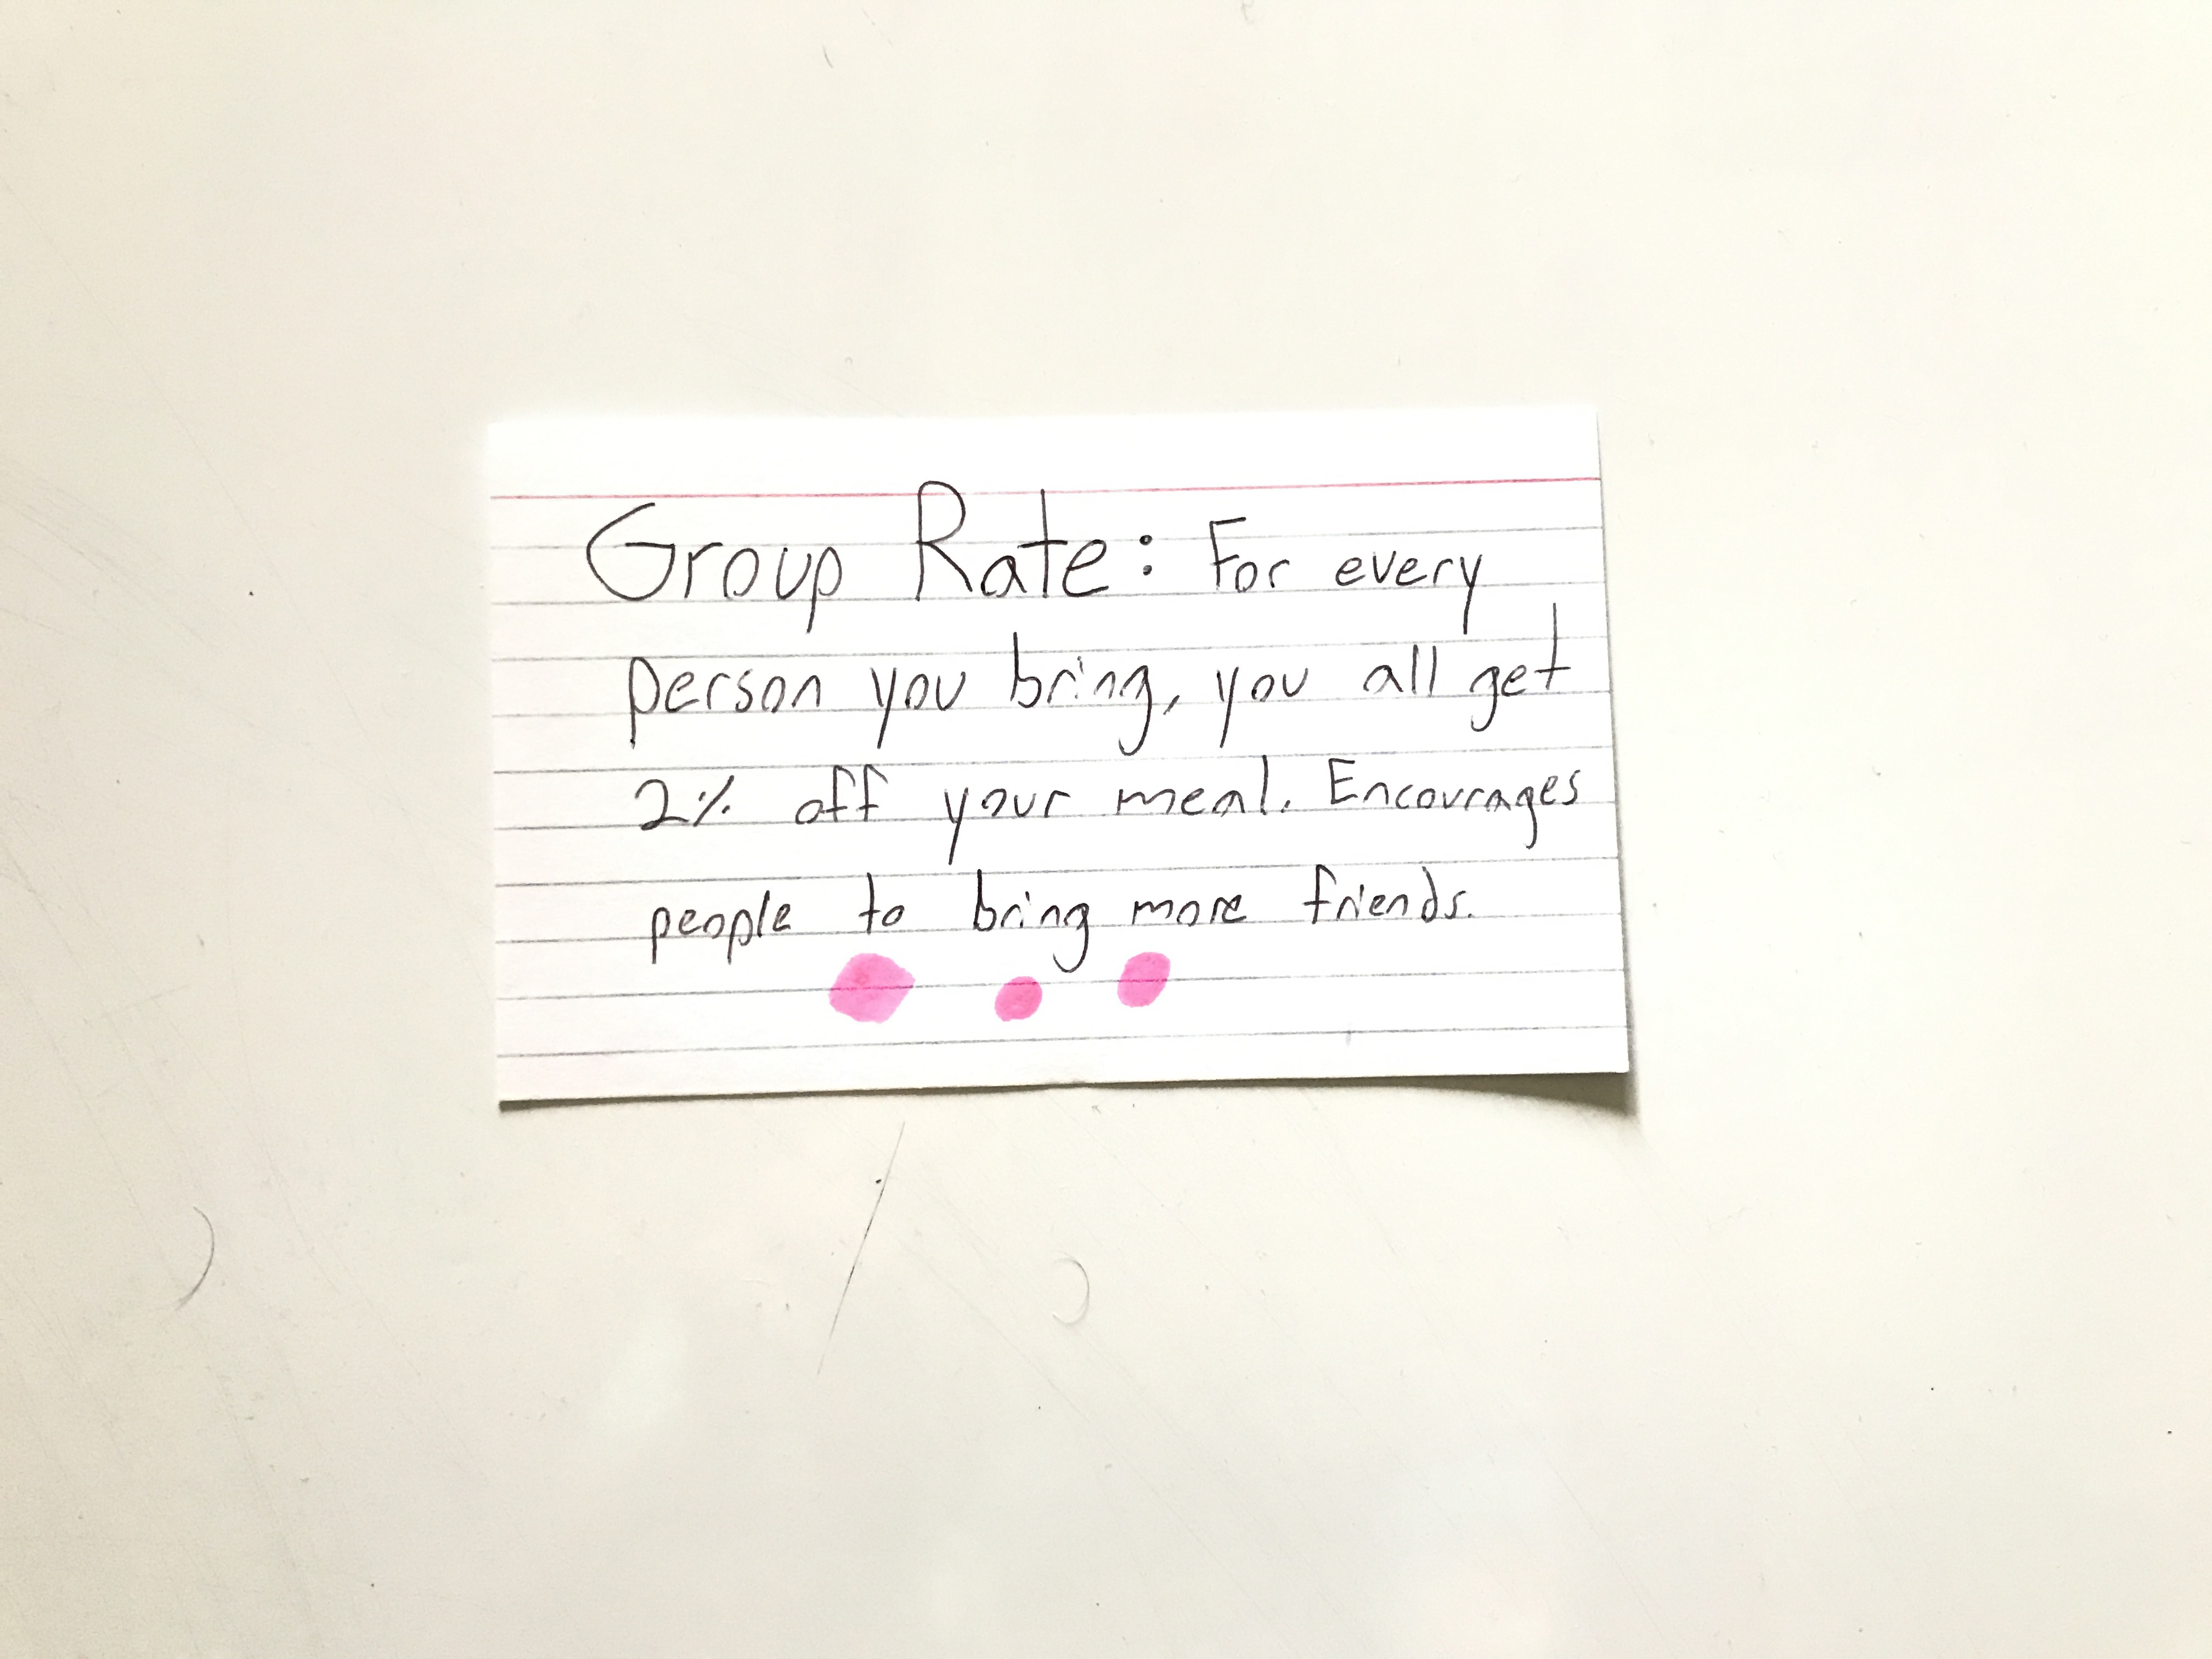 Group Rate: For every
person you bring, you all get
2% off your meal. Encourages
people to bring more friends.